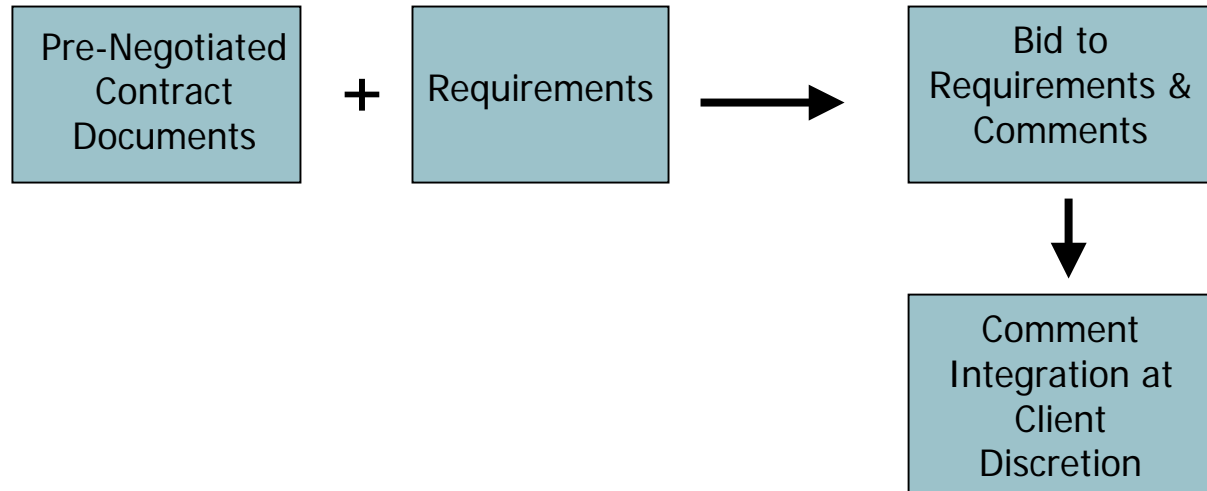 Pre-Negotiated
Contract
Documents
+
Requirements
Bid to
Requirements &
Comments
Comment
Integration at
Client
Discretion